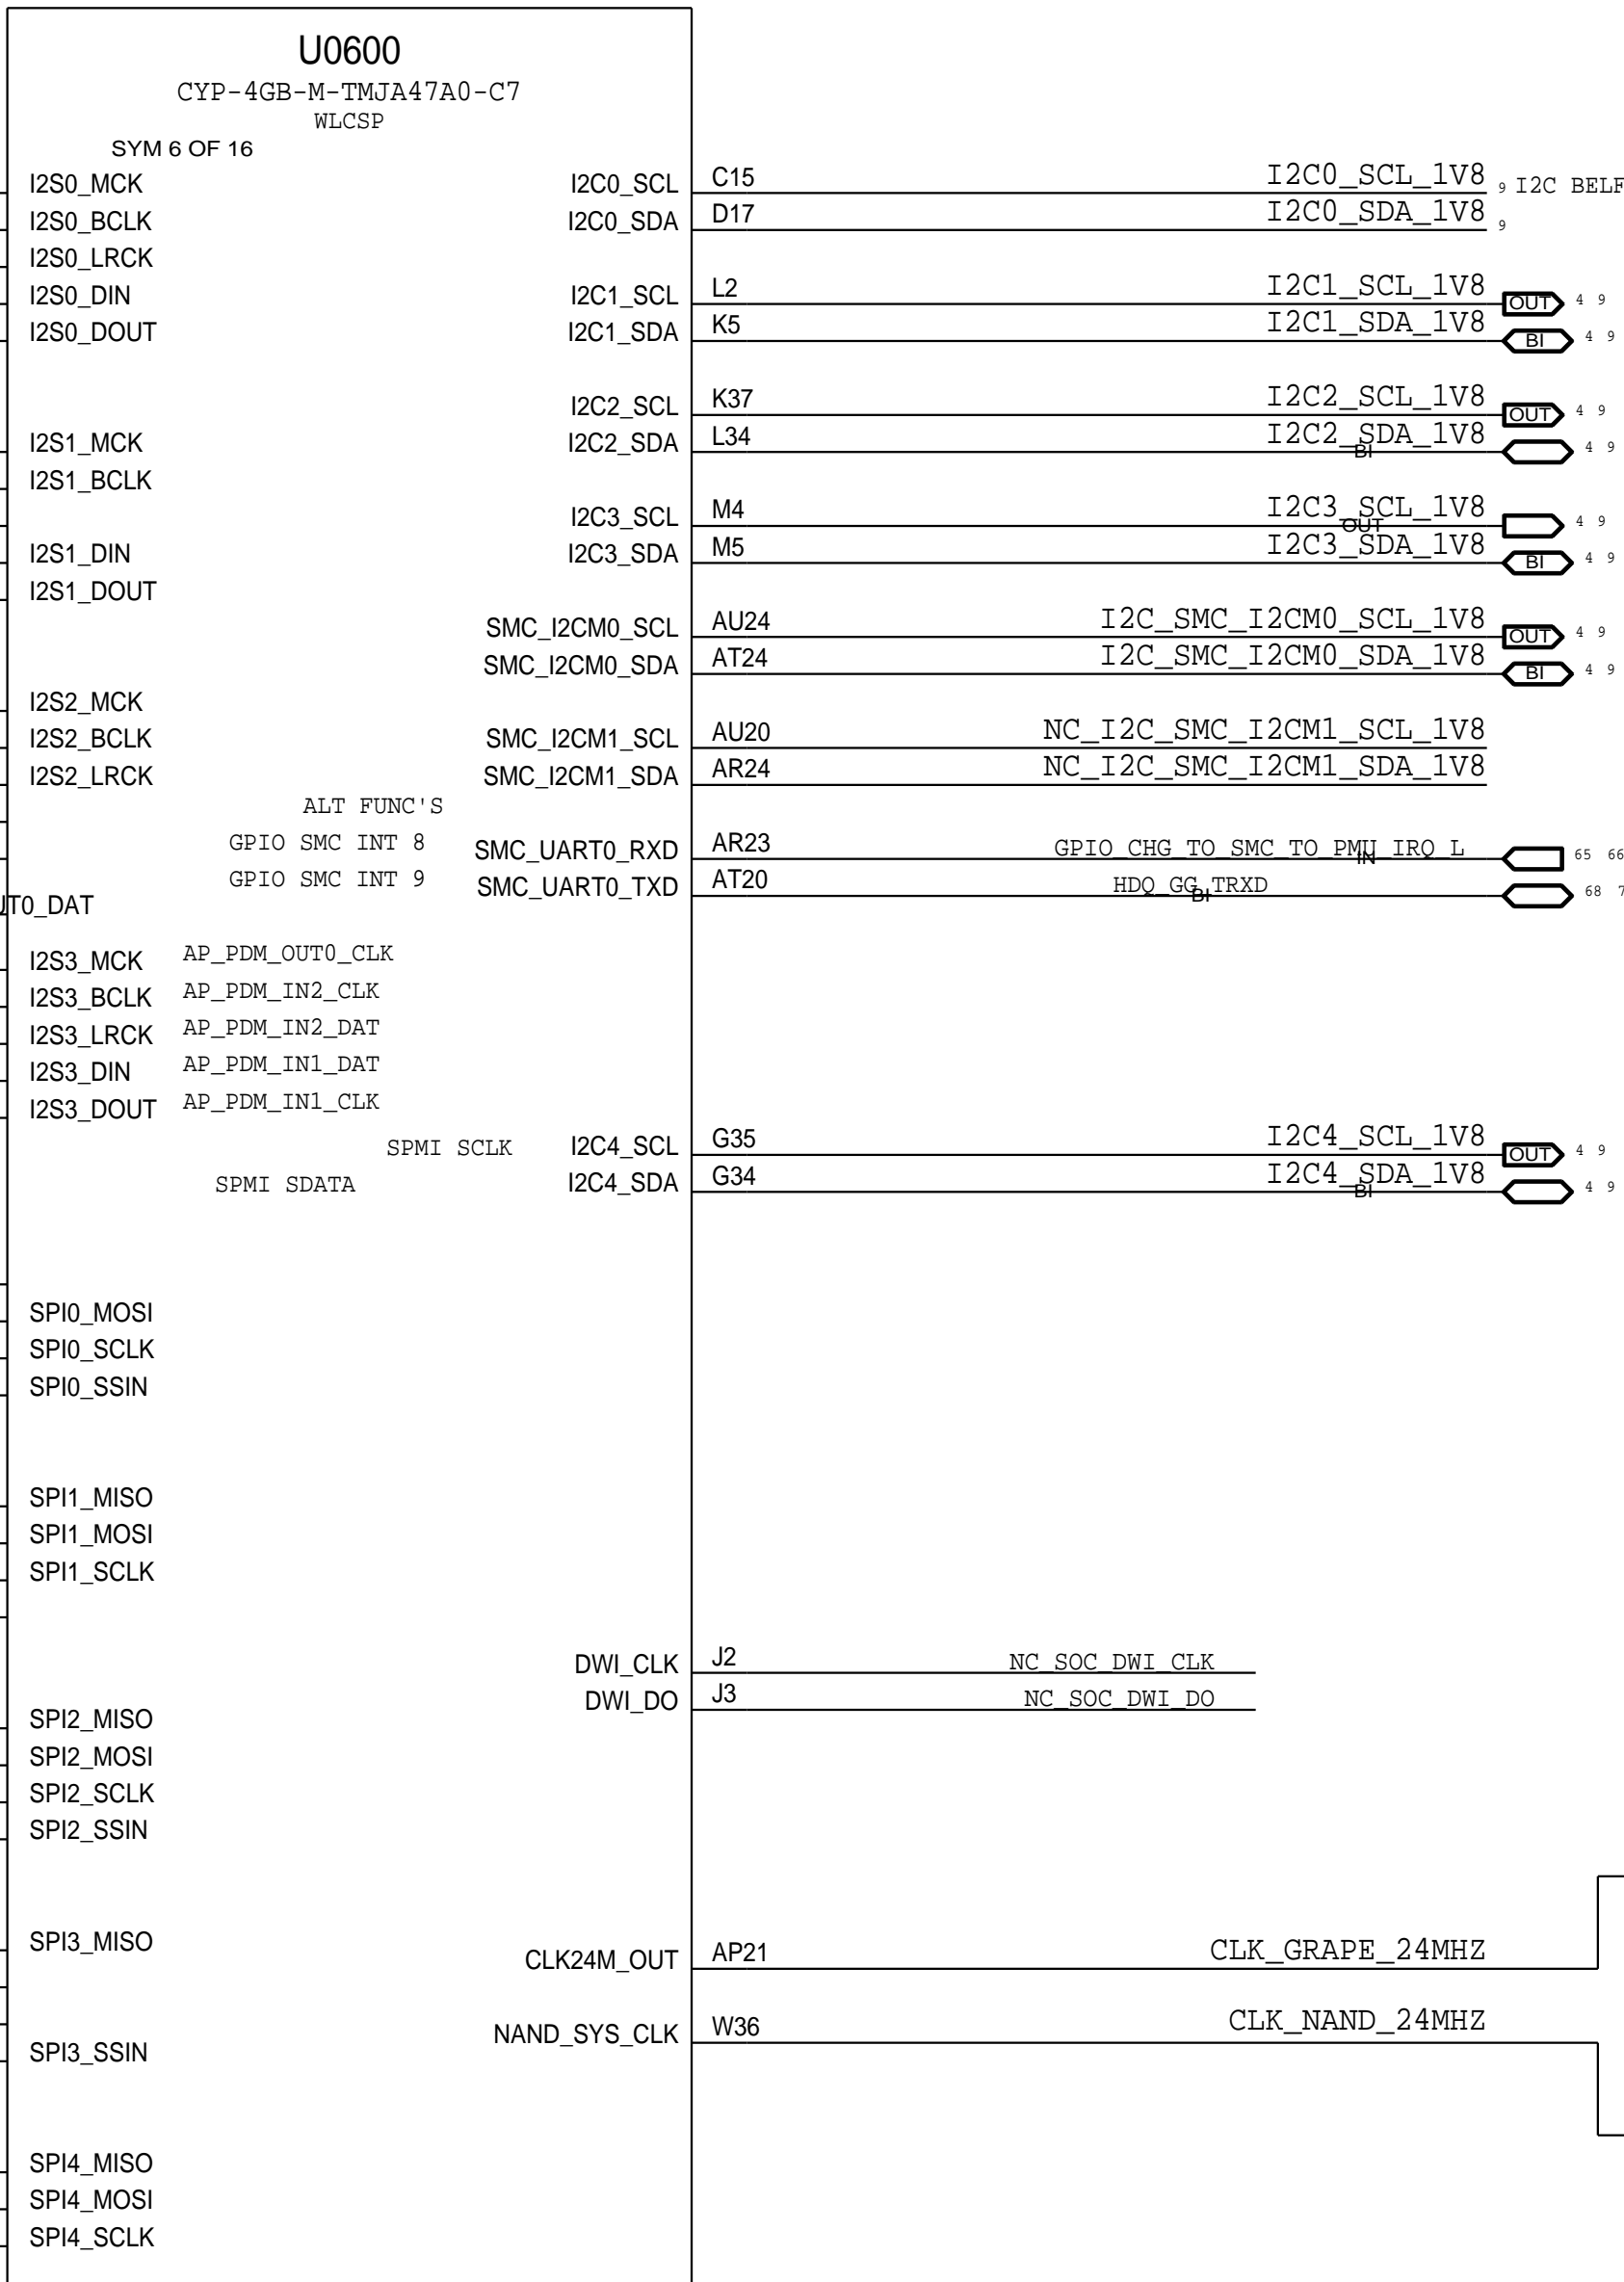 U0600
CYP-4GB-M-TMJA47A0-C7
WLCSP
SYM 6 OF 16
I2S0_MCK I2C0_SCL C15 I2C0_SCL_1V8 9 I2C BELF
I2S0_BCLK I2C0_SDA D17 I2C0_SDA_1V8 9
I2S0_LRCK
I2S0_DIN I2C1_SCL L2 I2C1_SCL_1V8 OUT 4 9
I2S0_DOUT I2C1_SDA K5 I2C1_SDA_1V8 BI 4 9
I2C2_SCL K37 I2C2_SCL_1V8 OUT 4 9
I2S1_MCK I2C2_SDA L34 I2C2_SDA_1V8 BI 4 9
I2S1_BCLK
I2C3_SCL M4 I2C3_SCL_1V8 OUT 4 9
I2S1_DIN I2C3_SDA M5 I2C3_SDA_1V8 BI 4 9
I2S1_DOUT
SMC_I2CM0_SCL AU24 I2C_SMC_I2CM0_SCL_1V8 OUT 4 9
SMC_I2CM0_SDA AT24 I2C_SMC_I2CM0_SDA_1V8 BI 4 9
I2S2_MCK
I2S2_BCLK SMC_I2CM1_SCL AU20 NC_I2C_SMC_I2CM1_SCL_1V8
I2S2_LRCK SMC_I2CM1_SDA AR24 NC_I2C_SMC_I2CM1_SDA_1V8
ALT FUNC'S
GPIO SMC INT 8 SMC_UART0_RXD AR23 GPIO_CHG_TO_SMC_TO_PMU_IRQ_L IN 65 66
GPIO SMC INT 9 SMC_UART0_TXD AT20 HDQ_GG_TRXD BI 68
UT0_DAT
I2S3_MCK AP_PDM_OUT0_CLK
I2S3_BCLK AP_PDM_IN2_CLK
I2S3_LRCK AP_PDM_IN2_DAT
I2S3_DIN AP_PDM_IN1_DAT
I2S3_DOUT AP_PDM_IN1_CLK
SPMI SCLK I2C4_SCL G35 I2C4_SCL_1V8 OUT 4 9
SPMI SDATA I2C4_SDA G34 I2C4_SDA_1V8 BI 4 9
SPI0_MOSI
SPI0_SCLK
SPI0_SSIN
SPI1_MISO
SPI1_MOSI
SPI1_SCLK
DWI_CLK J2 NC_SOC_DWI_CLK
DWI_DO J3 NC_SOC_DWI_DO
SPI2_MISO
SPI2_MOSI
SPI2_SCLK
SPI2_SSIN
SPI3_MISO
CLK24M_OUT AP21 CLK_GRAPE_24MHZ
NAND_SYS_CLK W36 CLK_NAND_24MHZ
SPI3_SSIN
SPI4_MISO
SPI4_MOSI
SPI4_SCLK